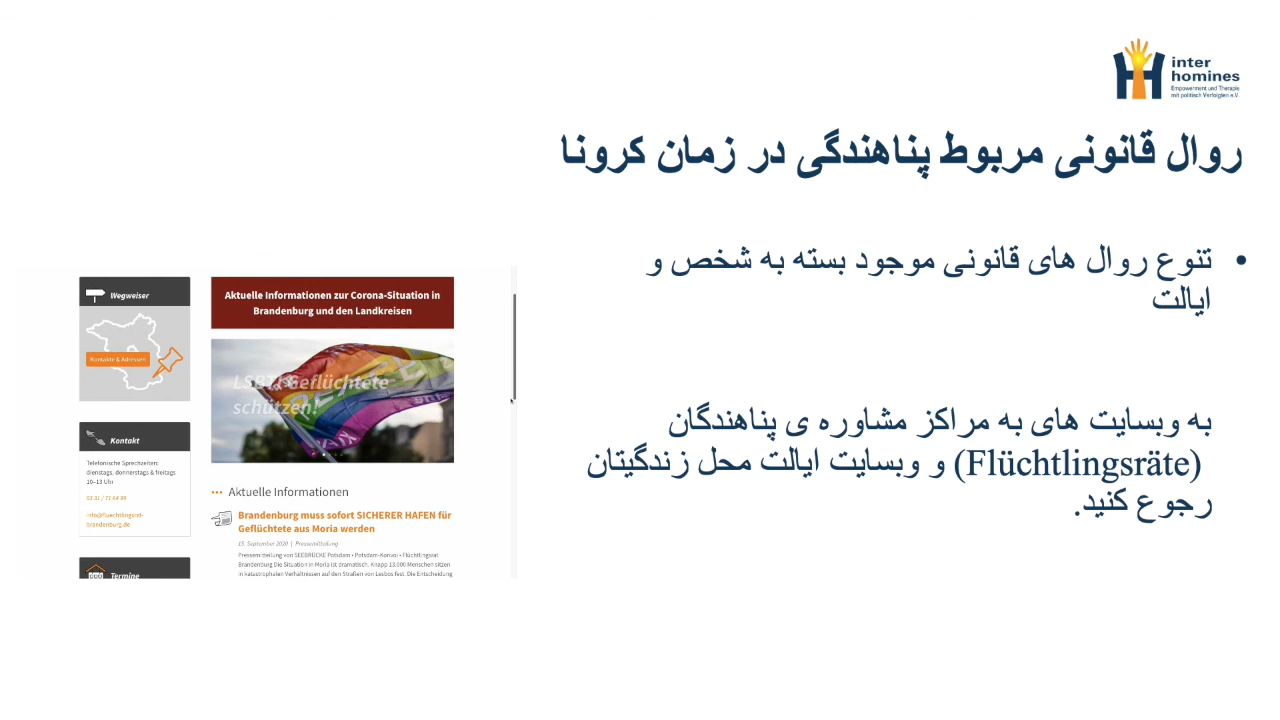 inter
homines
Empowerment und Therapie
mit politisch Verfolgten e.V.
روال قانونی مربوط پناهندگی در زمان کرونا
• تنوع روال های قانونی موجود بسته به شخص و
ایالت
به وبسایت های به مراکز مشاوره ی پناهندگان
(Flüchtlingsräte) و وبسایت ایالت محل زندگیتان
رجوع کنید.
Wegweiser
Kontakte & Adressen
Kontakt
Telefonische Sprechzeiten:
dienstags, donnerstags & freitags
10–13 Uhr
03 31 / 71 64 99
info@fluechtlingsrat-
brandenburg.de
Termine
Aktuelle Informationen zur Corona-Situation in
Brandenburg und den Landkreisen
LSBTI Geflüchtete
schützen!
Aktuelle Informationen
Brandenburg muss sofort SICHERER HAFEN für
Geflüchtete aus Moria werden
15. September 2020 | Pressemitteilung
Pressemitteilung von SEEBRÜCKE Potsdam • Potsdam-Konvoi • Flüchtlingsrat
Brandenburg Die Situation in Moria ist dramatisch. Knapp 13.000 Menschen sitzen
in katastrophalen Verhältnissen auf den Straßen von Lesbos fest. Die Entscheidung